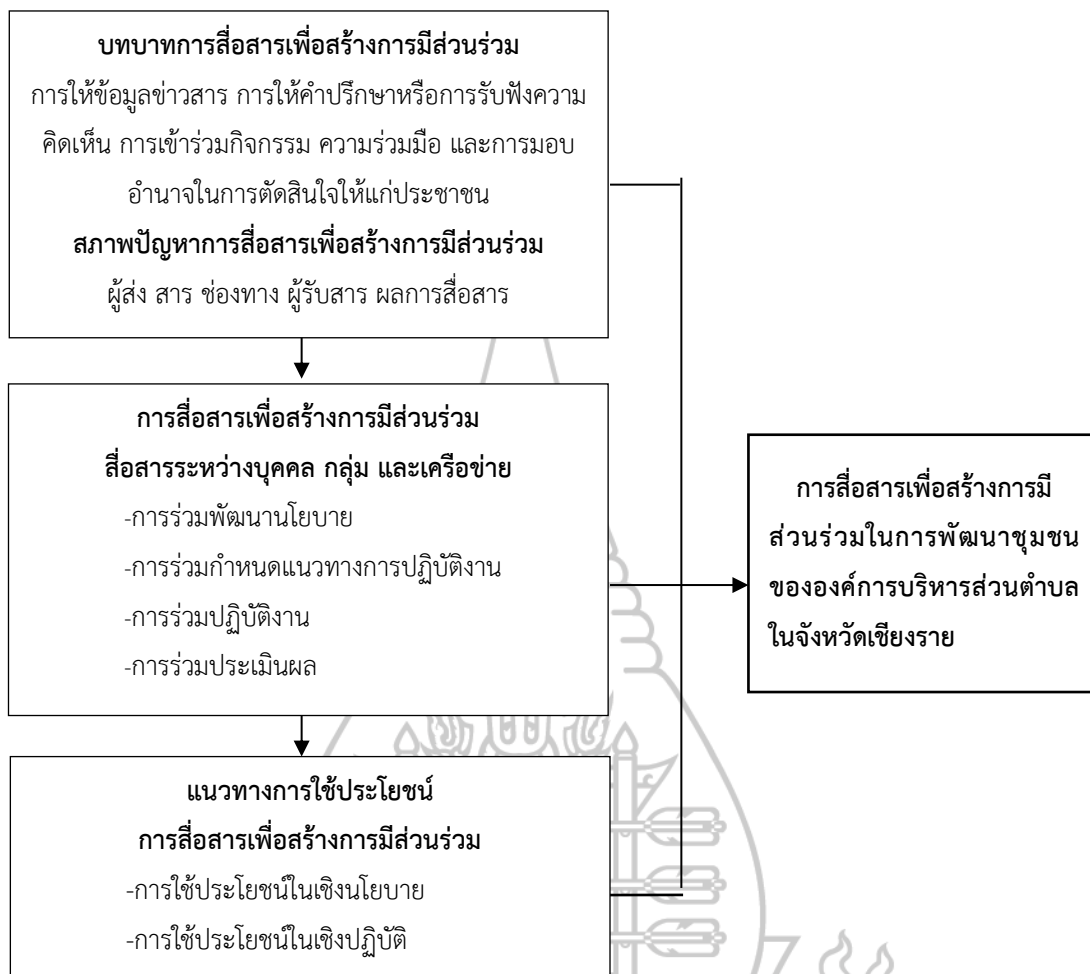 บทบาทการสื่อสารเพื่อสร้างการมีส่วนร่วม
การให้ข้อมูลข่าวสาร การให้คำปรึกษาหรือการรับฟังความ
คิดเห็น การเข้าร่วมกิจกรรม ความร่วมมือ และการมอบ
อำนาจในการตัดสินใจให้แก่ประชาชน
สภาพปัญหาการสื่อสารเพื่อสร้างการมีส่วนร่วม
ผู้ส่ง สาร ช่องทาง ผู้รับสาร ผลการสื่อสาร
การสื่อสารเพื่อสร้างการมีส่วนร่วม
สื่อสารระหว่างบุคคล กลุ่ม และเครือข่าย
-การร่วมพัฒนานโยบาย
-การร่วมกำหนดแนวทางการปฏิบัติงาน
-การร่วมปฏิบัติงาน
-การร่วมประเมินผล
แนวทางการใช้ประโยชน์
การสื่อสารเพื่อสร้างการมีส่วนร่วม
-การใช้ประโยชน์ในเชิงนโยบาย
-การใช้ประโยชน์ในเชิงปฏิบัติ
การสื่อสารเพื่อสร้างการมี
ส่วนร่วมในการพัฒนาชุมชน
ขององค์การบริหารส่วนตำบล
ในจังหวัดเชียงราย